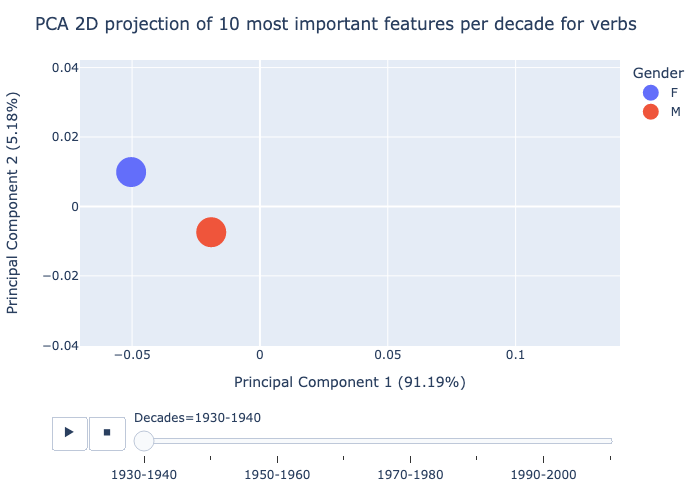 PCA 2D projection of 10 most important features per decade for verbs
Gender
F
M
Principal Component 2 (5.18%)
0.04
0.02
0
−0.02
−0.04
−0.05
0
0.05
0.1
Principal Component 1 (91.19%)
Decades=1930-1940
1930-1940
1950-1960
1970-1980
1990-2000